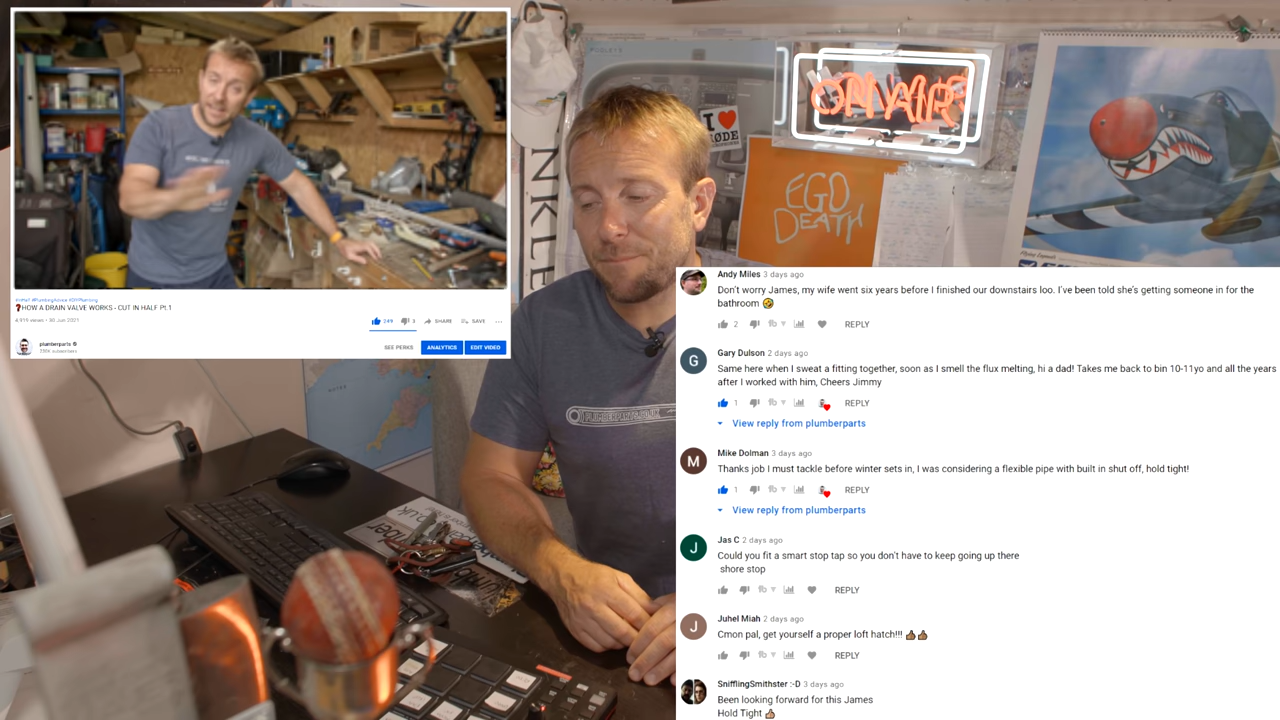 #inHalf #PlumbingAdvice #DIYPlumbing
❓HOW A DRAIN VALVE WORKS - CUT IN HALF Pt.1
4,919 views • 30 Jun 2021
249
3
SHARE
SAVE
plumberparts
SEE PERKS
ANALYTICS
EDIT VIDEO
ON AIR
I ❤ RØDE
EGO
DEATH
PLUMBERPARTS.CO.UK
Andy Miles 3 days ago
Don't worry James, my wife went six years before I finished our downstairs loo. I've been told she's getting someone in for the
bathroom 🤣
2
REPLY
G
Gary Dulson 2 days ago
Same here when I sweat a fitting together, soon as I smell the flux melting, hi a dad! Takes me back to bin 10-11yo and all the years
after I worked with him, Cheers Jimmy
1
REPLY
View reply from plumberparts
M
Mike Dolman 3 days ago
Thanks job I must tackle before winter sets in, I was considering a flexible pipe with built in shut off, hold tight!
1
REPLY
View reply from plumberparts
J
Jas C 2 days ago
Could you fit a smart stop tap so you don't have to keep going up there
shore stop
REPLY
J
Juhel Miah 2 days ago
Cmon pal, get yourself a proper loft hatch!!! 👍🏾👍🏾
REPLY
SnifflingSmithster :-D 3 days ago
Been looking forward for this James
Hold Tight 👍🏽